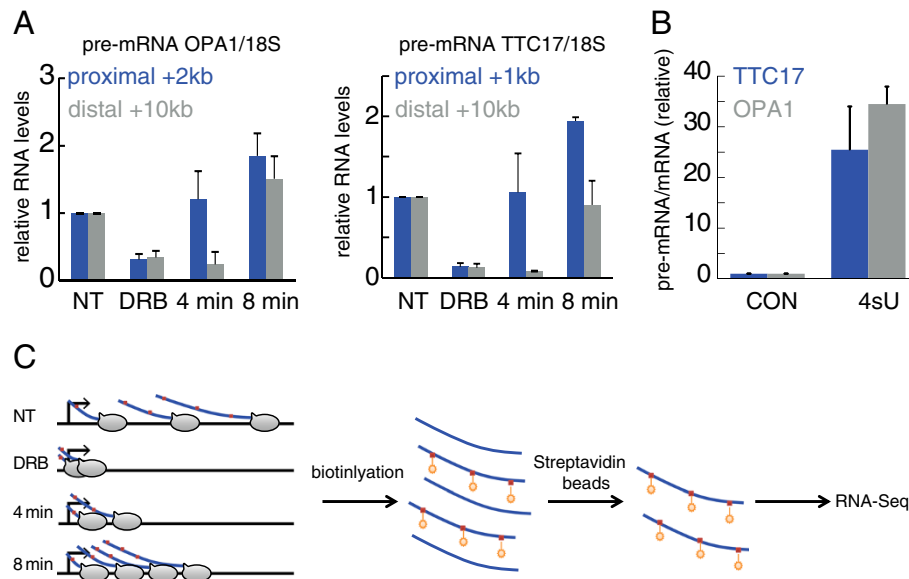 A
pre-mRNA OPA1/18S
proximal +2kb
distal +10kb
relative RNA levels
3
2
1
0
NT DRB 4 min 8 min
pre-mRNA TTC17/18S
proximal +1kb
distal +10kb
relative RNA levels
2
1
0
NT DRB 4 min 8 min
B
TTC17
OPA1
pre-mRNA/mRNA (relative)
40
30
20
10
0
CON 4sU
C
NT
DRB
4 min
8 min
biotinlyation
Streptavidin
beads
RNA-Seq